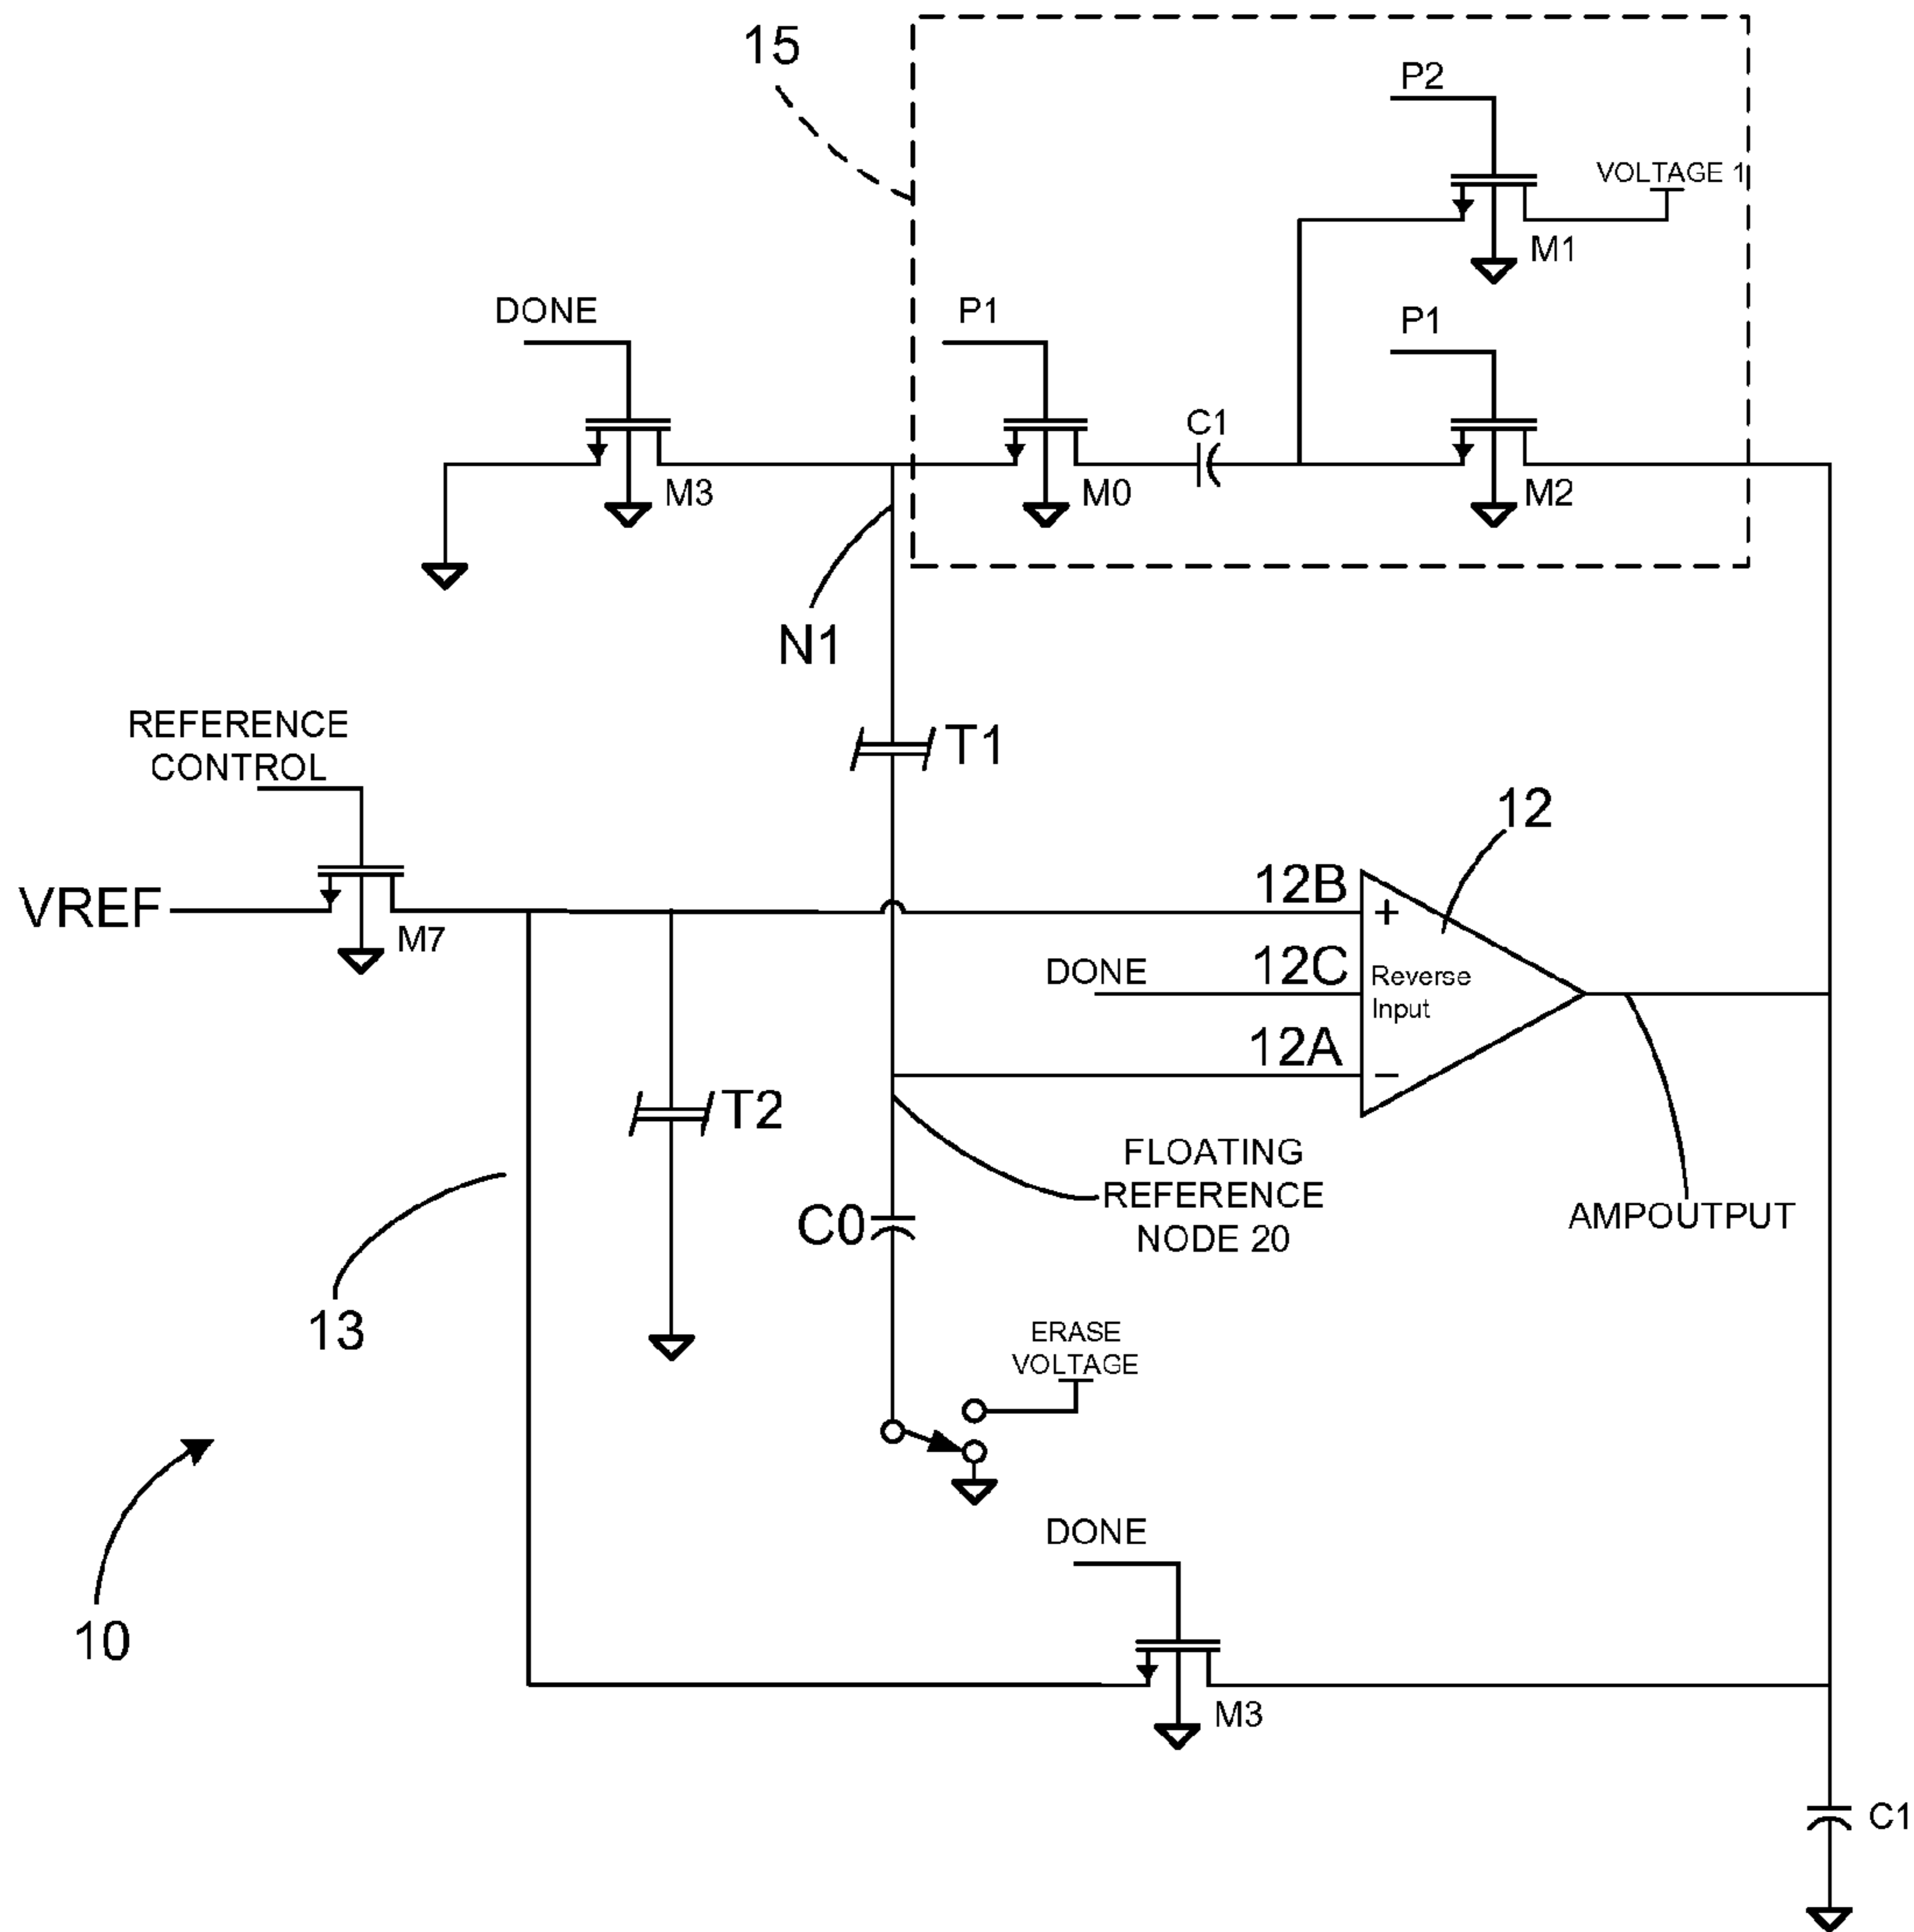 15
P2
VOLTAGE 1
M1
DONE
P1
P1
C1
M3
M0
M2
N1
REFERENCE
CONTROL
T1
12
VREF
M7
12B
+
DONE
12C
Reverse
Input
12A
−
T2
FLOATING
REFERENCE
NODE 20
C0
AMPOUTPUT
13
ERASE
VOLTAGE
DONE
10
M3
C1